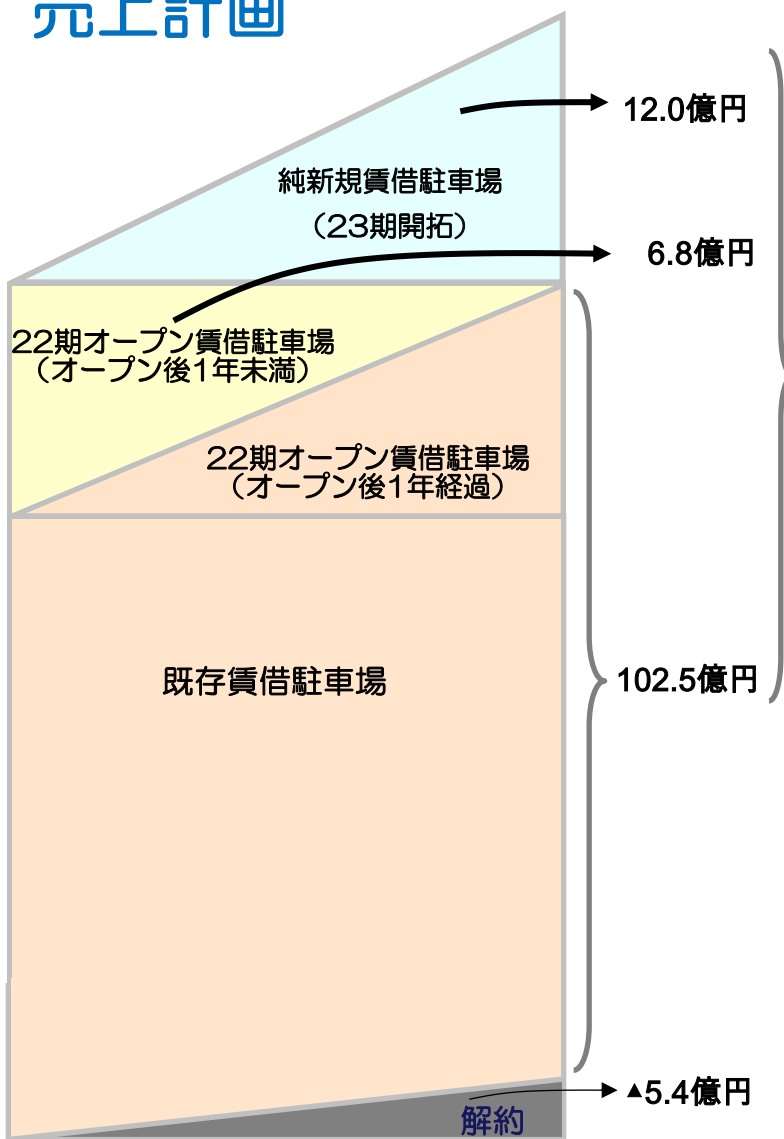 売上計画
12.0億円
純新規賃借駐車場
（23期開拓）
6.8億円
22期オープン賃借駐車場
（オープン後1年未満）
22期オープン賃借駐車場
（オープン後1年経過）
既存賃借駐車場
102.5億円
▲5.4億円
解約